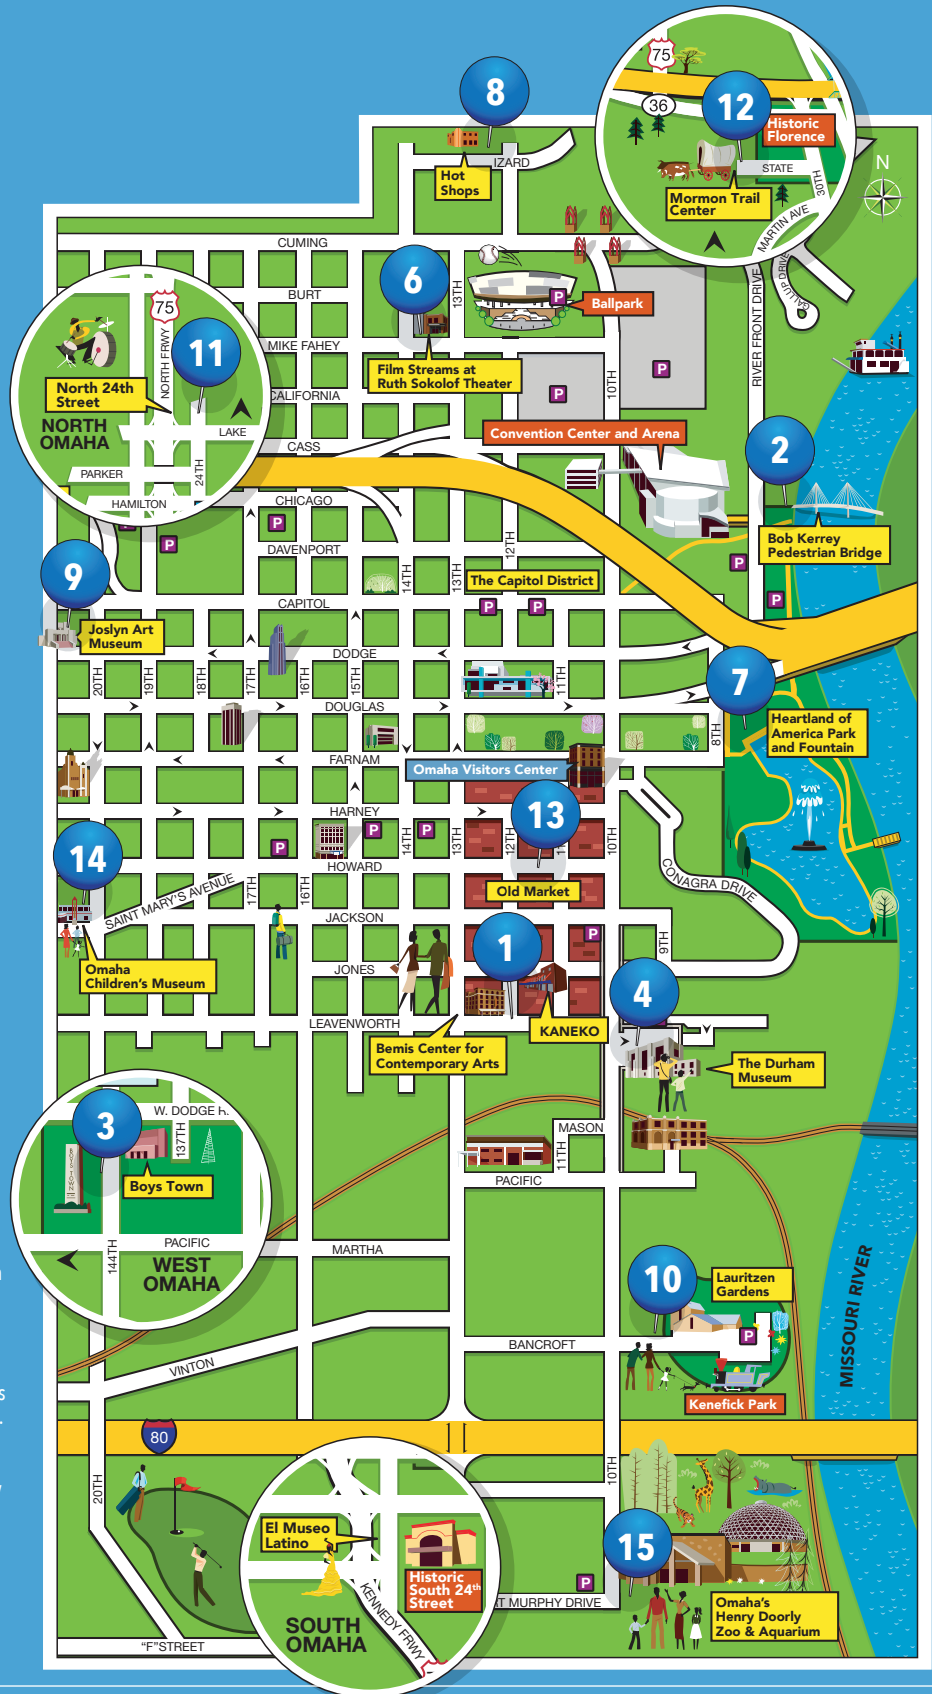 8
75
36
12
Historic
Florence
Hot
Shops
IZARD
STATE
30TH
Mormon Trail
Center
MARTIN AVE
N
CUMING
6
13TH
BURT
Ballpark
P
RIVER FRONT DRIVE
GALLUP DRIVE
75
NORTH FRWY
11
MIKE FAHEY
Film Streams at
Ruth Sokolof Theater
P
P
10TH
North 24th
Street
NORTH
OMAHA
CALIFORNIA
LAKE
CASS
Convention Center and Arena
2
PARKER
24TH
HAMILTON
CHICAGO
P
P
P
12TH
Bob Kerrey
Pedestrian Bridge
DAVENPORT
9
14TH
13TH
The Capitol District
P
P
P
P
CAPITOL
Joslyn Art
Museum
DODGE
20TH
19TH
18TH
17TH
16TH
15TH
11TH
7
DOUGLAS
8TH
Heartland of
America Park
and Fountain
FARNAM
Omaha Visitors Center
HARNEY
13
P
P
P
14TH
13TH
12TH
10TH
14
HOWARD
CONAGRA DRIVE
SAINT MARY'S AVENUE
17TH
16TH
Old Market
JACKSON
1
P
9TH
Omaha
Children's Museum
JONES
4
LEAVENWORTH
KANEKO
Bemis Center for
Contemporary Arts
The Durham
Museum
W. DODGE
3
137TH
BOYS TOWN
Boys Town
MASON
11TH
PACIFIC
PACIFIC
144TH
WEST
OMAHA
MARTHA
10
Lauritzen
Gardens
P
MISSOURI RIVER
BANCROFT
VINTON
Kenefick Park
80
20TH
10TH
El Museo
Latino
Historic
South 24th
Street
KENNEDY FRWY
SOUTH
OMAHA
15
P
MURPHY DRIVE
Omaha's
Henry Doorly
Zoo & Aquarium
"F"STREET